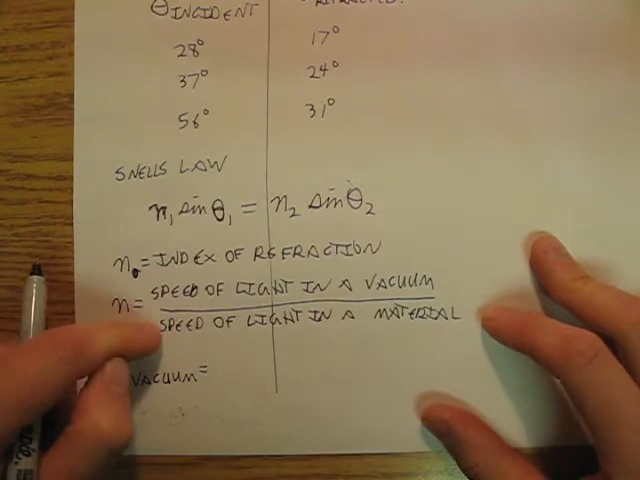 θ INCIDENT
28° 17°
37° 24°
56° 31°
SNELLS LAW
n₁ sin θ₁ = n₂ sin θ₂
n = INDEX OF REFRACTION
n = SPEED OF LIGHT IN A VACUUM
SPEED OF LIGHT IN A MATERIAL
VACUUM =